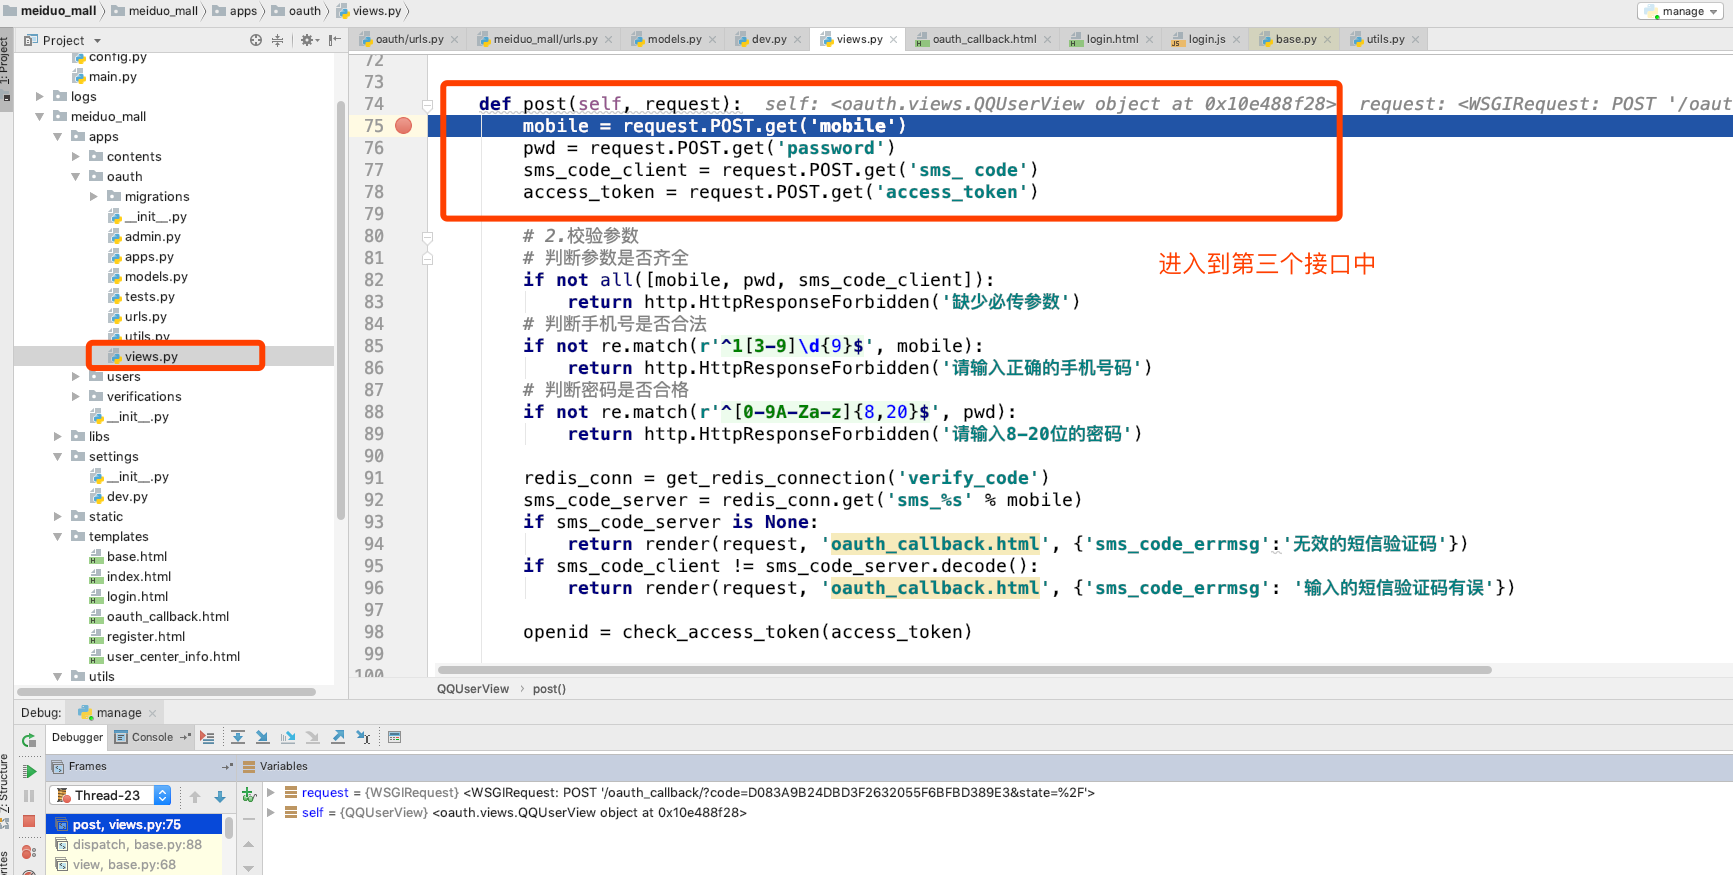 meiduo_mall meiduo_mall apps oauth views.py manage
Project oauth/urls.py meiduo_mall/urls.py models.py dev.py views.py oauth_callback.html login.html login.js base.py utils.py
1: Project
config.py
main.py
logs
meiduo_mall
apps
contents
oauth
migrations
__init__.py
admin.py
apps.py
models.py
tests.py
urls.py
utils.py
views.py
users
verifications
__init__.py
libs
settings
__init__.py
dev.py
static
templates
base.html
index.html
login.html
oauth_callback.html
register.html
user_center_info.html
utils
72
73
74 def post(self, request): self: <oauth.views.QQUserView object at 0x10e488f28> request: <WSGIRequest: POST '/oaut
75 mobile = request.POST.get('mobile')
76 pwd = request.POST.get('password')
77 sms_code_client = request.POST.get('sms_ code')
78 access_token = request.POST.get('access_token')
79
80 # 2.校验参数
81 # 判断参数是否齐全
进入到第三个接口中
82 if not all([mobile, pwd, sms_code_client]):
83 return http.HttpResponseForbidden('缺少必传参数')
84 # 判断手机号是否合法
85 if not re.match(r'^1[3-9]\d{9}$', mobile):
86 return http.HttpResponseForbidden('请输入正确的手机号码')
87 # 判断密码是否合格
88 if not re.match(r'^[0-9A-Za-z]{8,20}$', pwd):
89 return http.HttpResponseForbidden('请输入8-20位的密码')
90
91 redis_conn = get_redis_connection('verify_code')
92 sms_code_server = redis_conn.get('sms_%s' % mobile)
93 if sms_code_server is None:
94 return render(request, 'oauth_callback.html', {'sms_code_errmsg':'无效的短信验证码'})
95 if sms_code_client != sms_code_server.decode():
96 return render(request, 'oauth_callback.html', {'sms_code_errmsg': '输入的短信验证码有误'})
97
98 openid = check_access_token(access_token)
99
100
QQUserView post()
Debug: manage
Debugger Console
7: Structure
Frames Variables
Thread-23
request = {WSGIRequest} <WSGIRequest: POST '/oauth_callback/?code=D083A9B24DBD3F2632055F6BFBD389E3&state=%2F'>
self = {QQUserView} <oauth.views.QQUserView object at 0x10e488f28>
post, views.py:75
dispatch, base.py:88
view, base.py:68